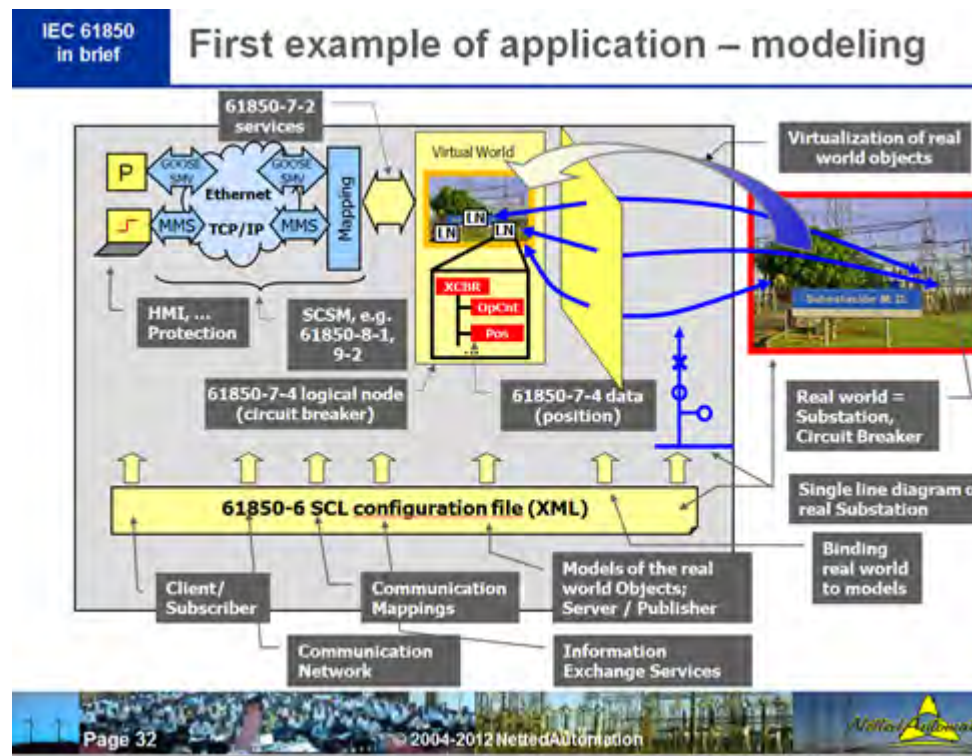 IEC 61850
in brief
First example of application – modeling
61850-7-2
services
Virtualization of real
world objects
Virtual World
P
GOOSE
SMV
GOOSE
SMV
Ethernet
MMS
TCP/IP
MMS
Mapping
LN
LN
LN
XCBR
OpCnt
Pos
...
Substation M. D.
HMI, ...
Protection
SCSM, e.g.
61850-8-1,
9-2
61850-7-4 logical node
(circuit breaker)
61850-7-4 data
(position)
Real world =
Substation,
Circuit Breaker
61850-6 SCL configuration file (XML)
Single line diagram o
real Substation
Client/
Subscriber
Communication
Mappings
Models of the real
world Objects;
Server / Publisher
Binding
real world
to models
Communication
Network
Information
Exchange Services
Page 32
© 2004-2012 NettedAutomation
NettedAutomation